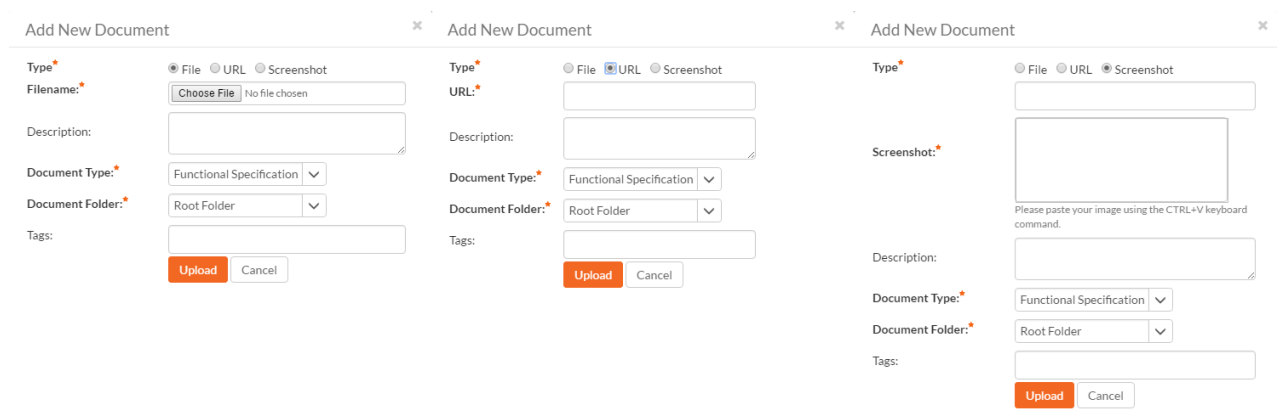 Add New Document ×
Type* File URL Screenshot
Filename:* Choose File No file chosen
Description:
Document Type:* Functional Specification
Document Folder:* Root Folder
Tags:
Upload Cancel
Add New Document ×
Type* File URL Screenshot
URL:*
Description:
Document Type:* Functional Specification
Document Folder:* Root Folder
Tags:
Upload Cancel
Add New Document ×
Type* File URL Screenshot
Screenshot:*
Please paste your image using the CTRL+V keyboard
command.
Description:
Document Type:* Functional Specification
Document Folder:* Root Folder
Tags:
Upload Cancel